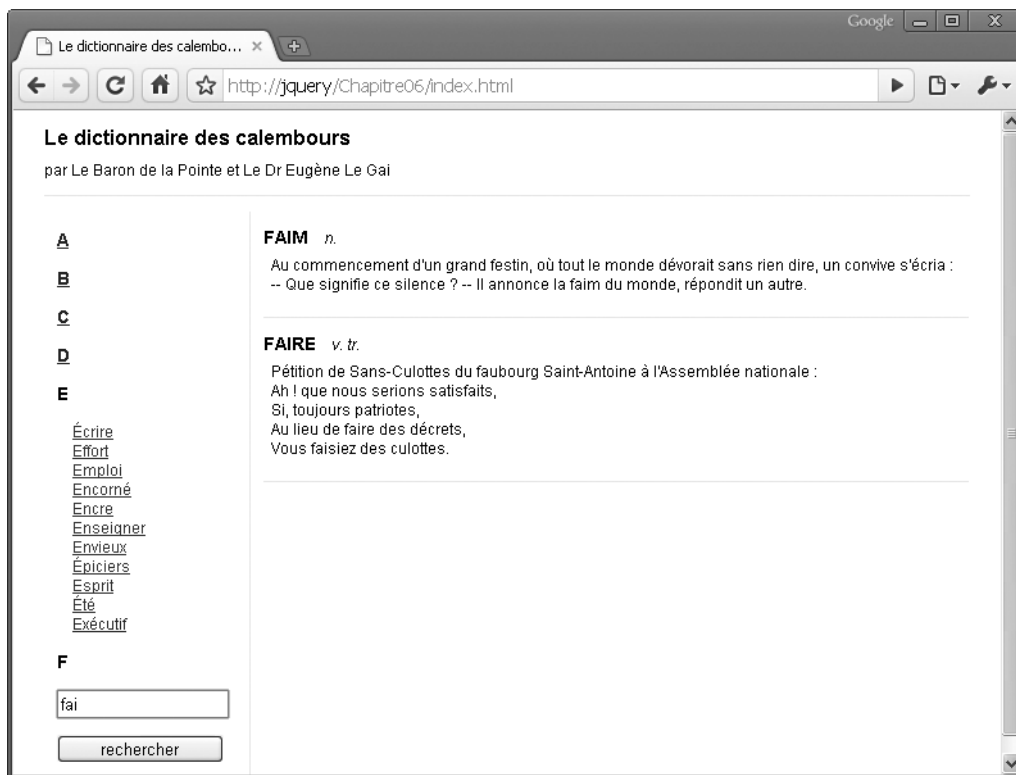 Google
Le dictionnaire des calembo...
http://jquery/Chapitre06/index.html
Le dictionnaire des calembours
par Le Baron de la Pointe et Le Dr Eugène Le Gai
A
B
C
D
E
Écrire
Effort
Emploi
Encorné
Encre
Enseigner
Envieux
Épiciers
Esprit
Été
Exécutif
F
fai
rechercher
FAIM n.
Au commencement d'un grand festin, où tout le monde dévorait sans rien dire, un convive s'écria :
-- Que signifie ce silence ? -- Il annonce la faim du monde, répondit un autre.
FAIRE v. tr.
Pétition de Sans-Culottes du faubourg Saint-Antoine à l'Assemblée nationale :
Ah ! que nous serions satisfaits,
Si, toujours patriotes,
Au lieu de faire des décrets,
Vous faisiez des culottes.